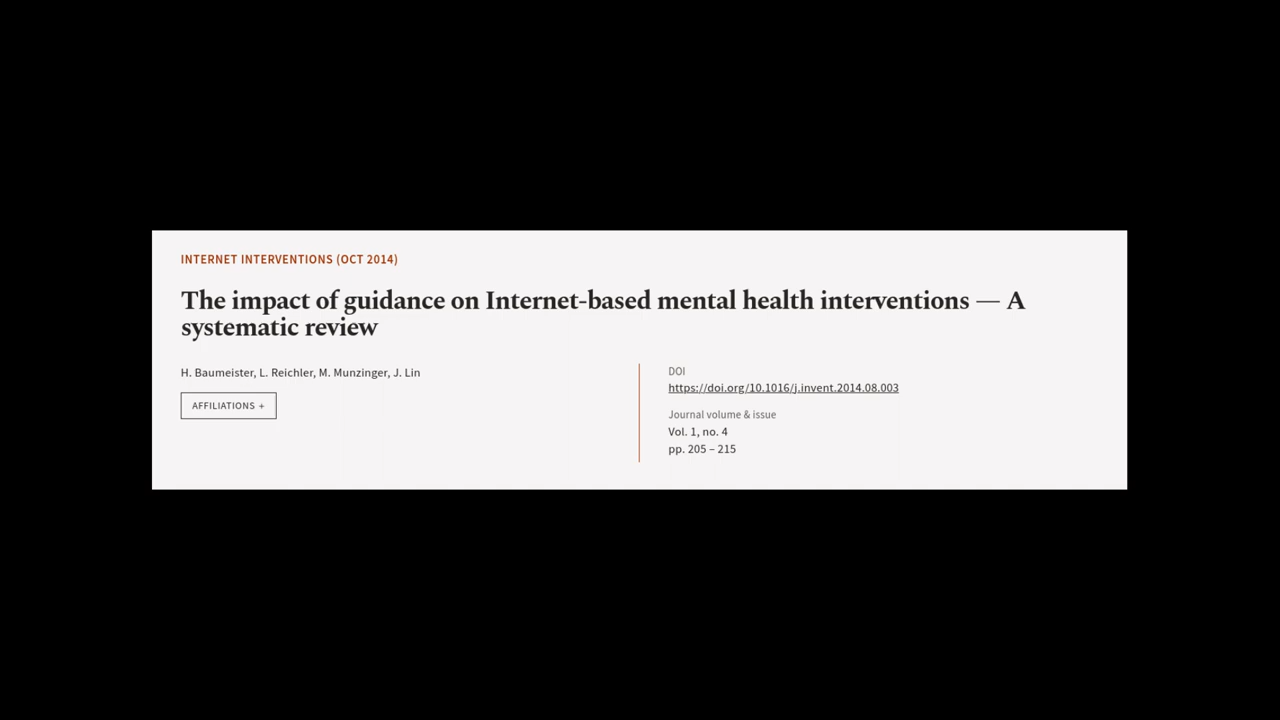 INTERNET INTERVENTIONS (OCT 2014)
The impact of guidance on Internet-based mental health interventions — A
systematic review
H. Baumeister, L. Reichler, M. Munzinger, J. Lin
AFFILIATIONS +
DOI
https://doi.org/10.1016/j.invent.2014.08.003
Journal volume & issue
Vol. 1, no. 4
pp. 205 – 215